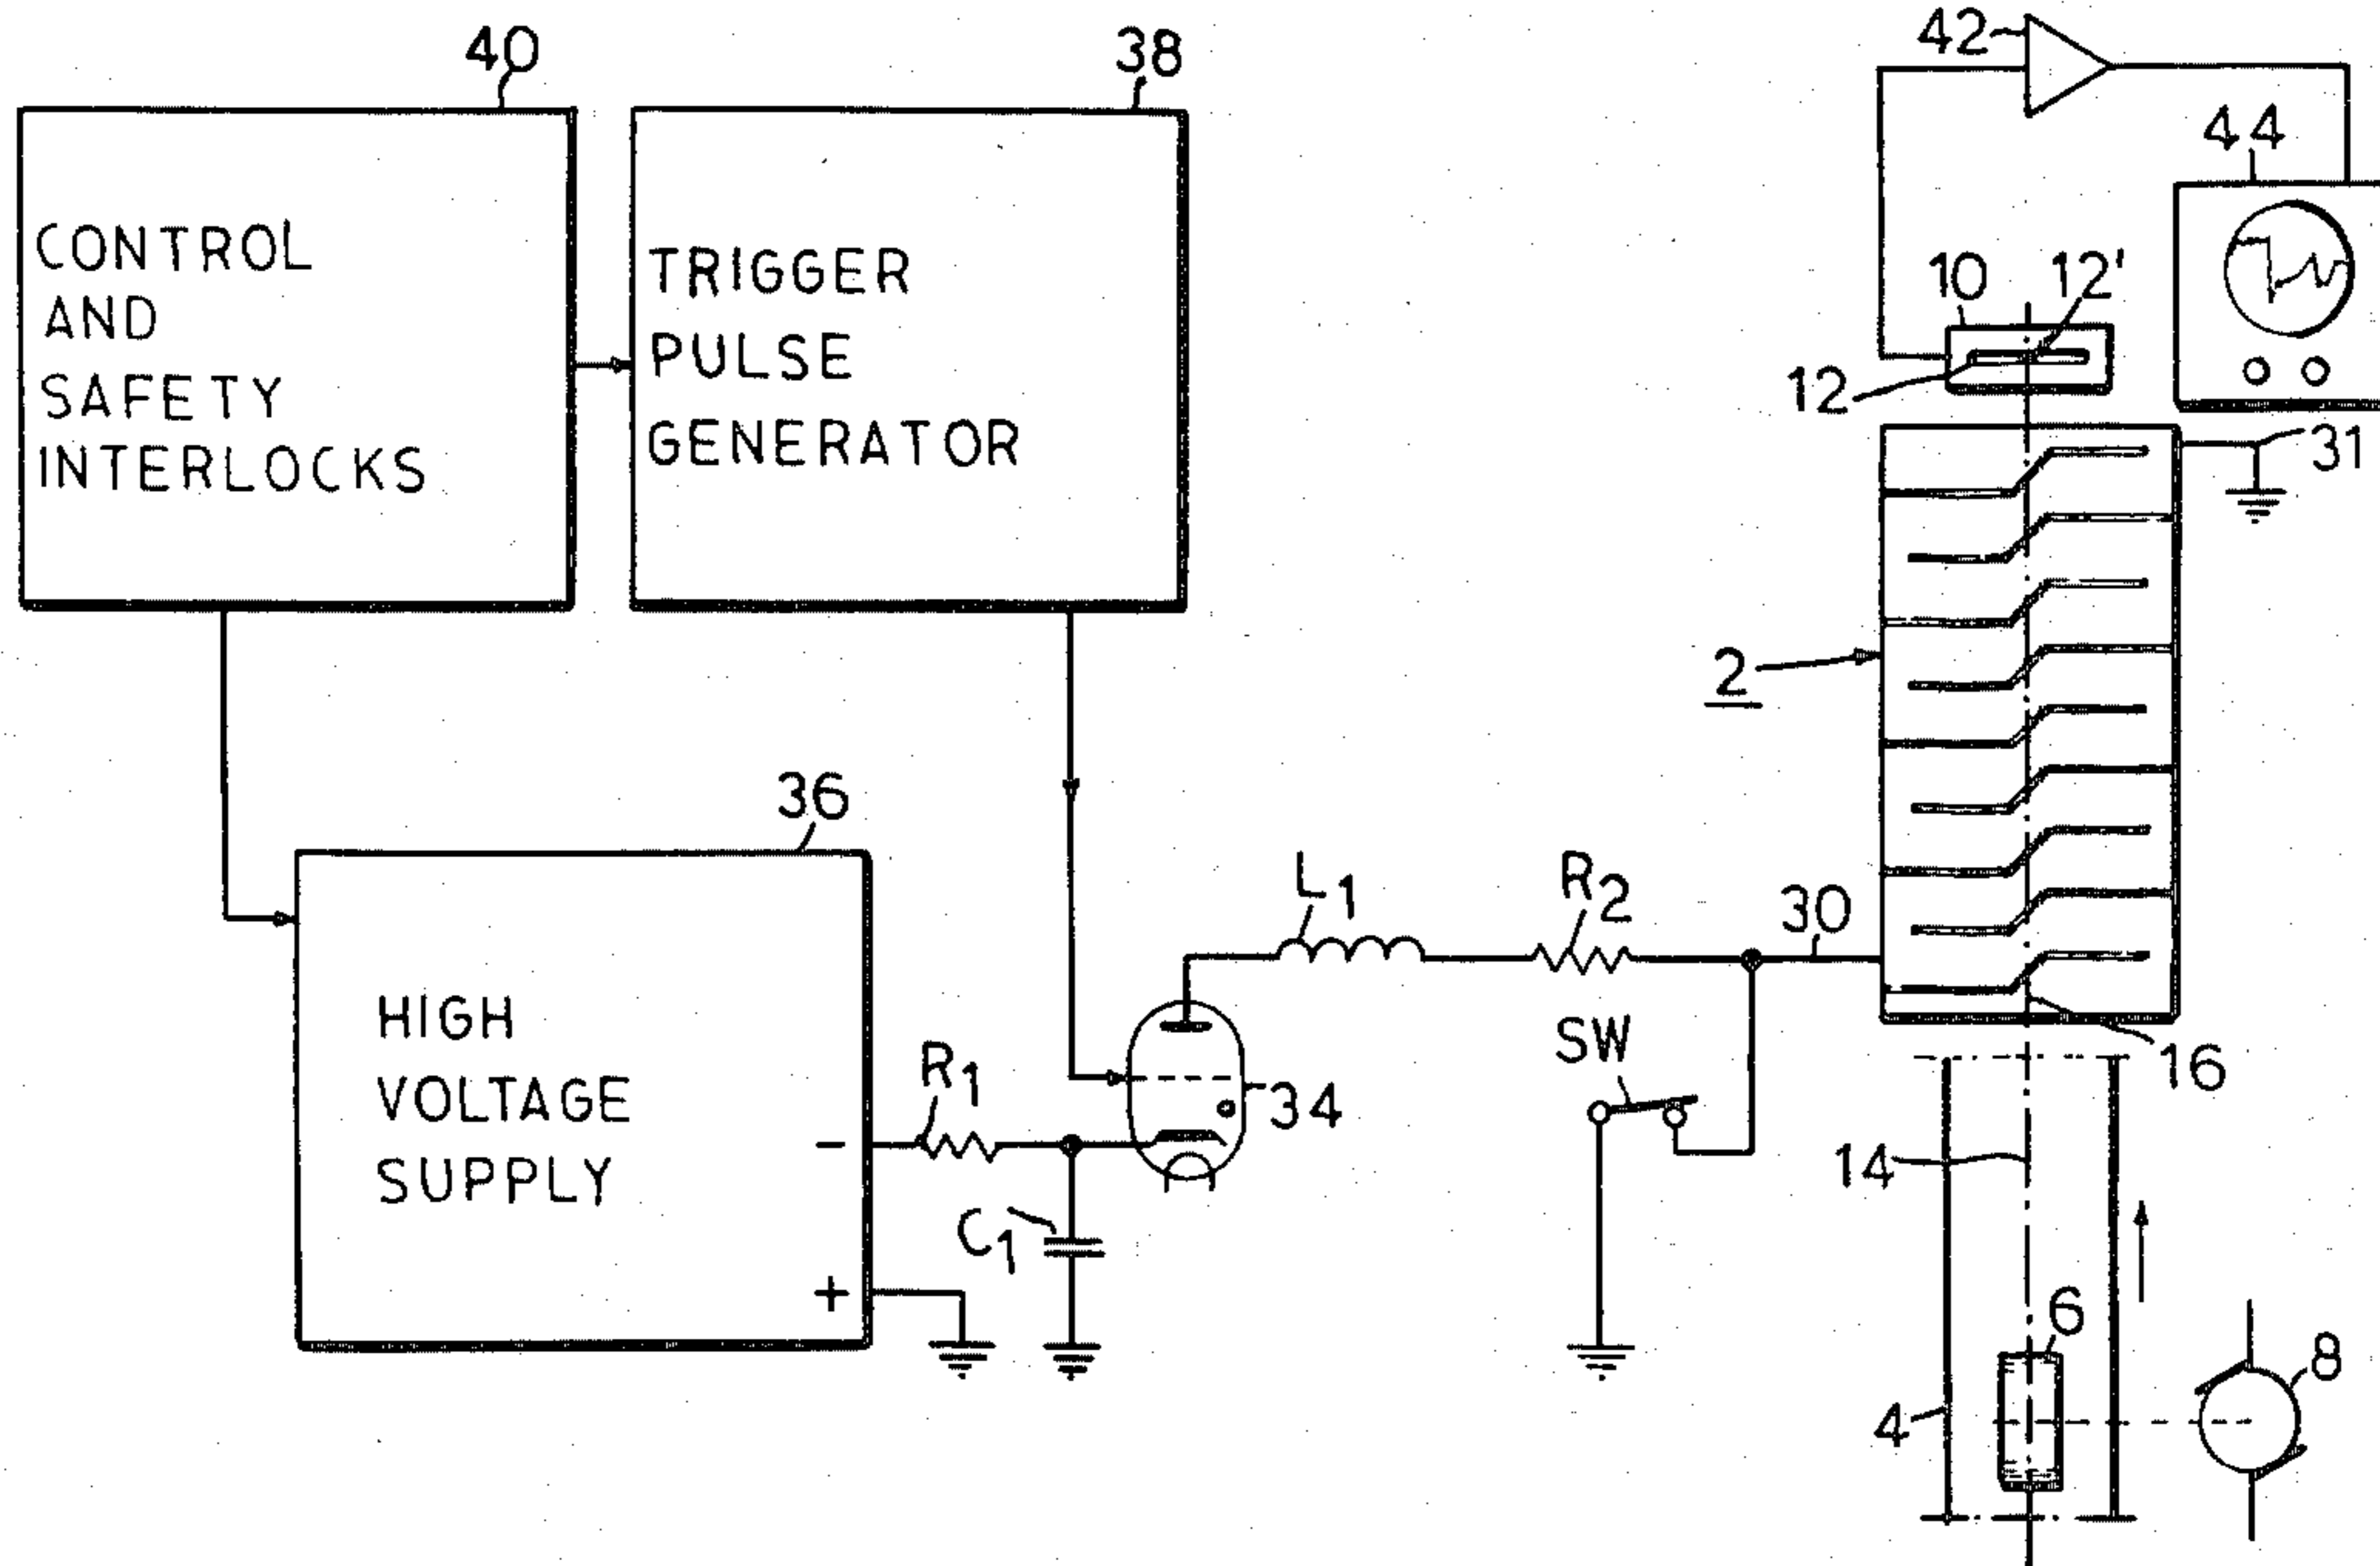 40
38
42
44
CONTROL
AND
SAFETY
INTERLOCKS
TRIGGER
PULSE
GENERATOR
10
12'
12
31
2
36
HIGH
VOLTAGE
SUPPLY
-
+
R1
C1
34
L1
R2
30
SW
16
14
6
8
4